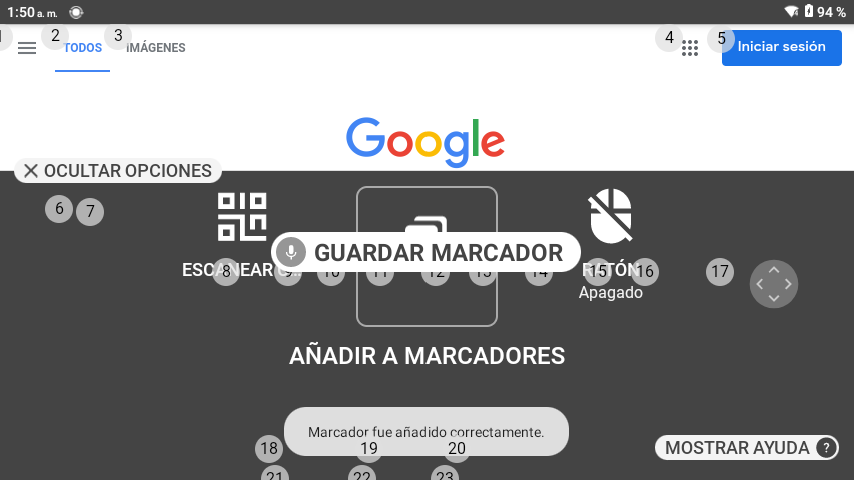 1:50 a. m.
94 %
1 2 3 4 5
TODOS IMÁGENES Iniciar sesión
Google
OCULTAR OPCIONES
6 7
GUARDAR MARCADOR
8 9 10 11 12 13 14 15 16 17
RATÓN
Apagado
AÑADIR A MARCADORES
Marcador fue añadido correctamente.
18 19 20
MOSTRAR AYUDA ?
21 22 23